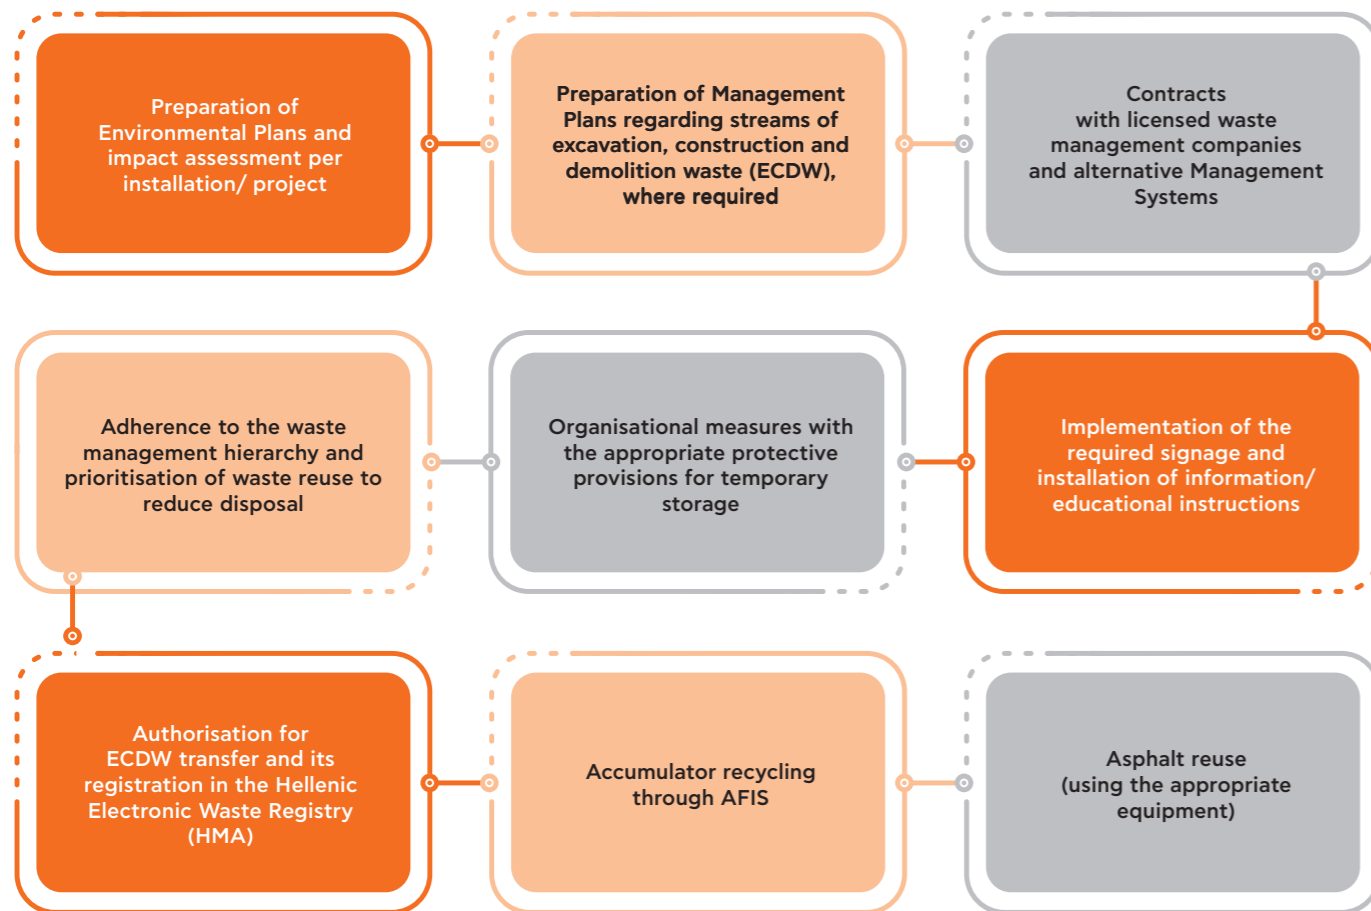 Preparation of
Environmental Plans and
impact assessment per
installation/ project
Preparation of Management
Plans regarding streams of
excavation, construction and
demolition waste (ECDW),
where required
Contracts
with licensed waste
management companies
and alternative Management
Systems
Implementation of the
required signage and
installation of information/
educational instructions
Organisational measures with
the appropriate protective
provisions for temporary
storage
Adherence to the waste
management hierarchy and
prioritisation of waste reuse to
reduce disposal
Authorisation for
ECDW transfer and its
registration in the Hellenic
Electronic Waste Registry
(HMA)
Accumulator recycling
through AFIS
Asphalt reuse
(using the appropriate
equipment)